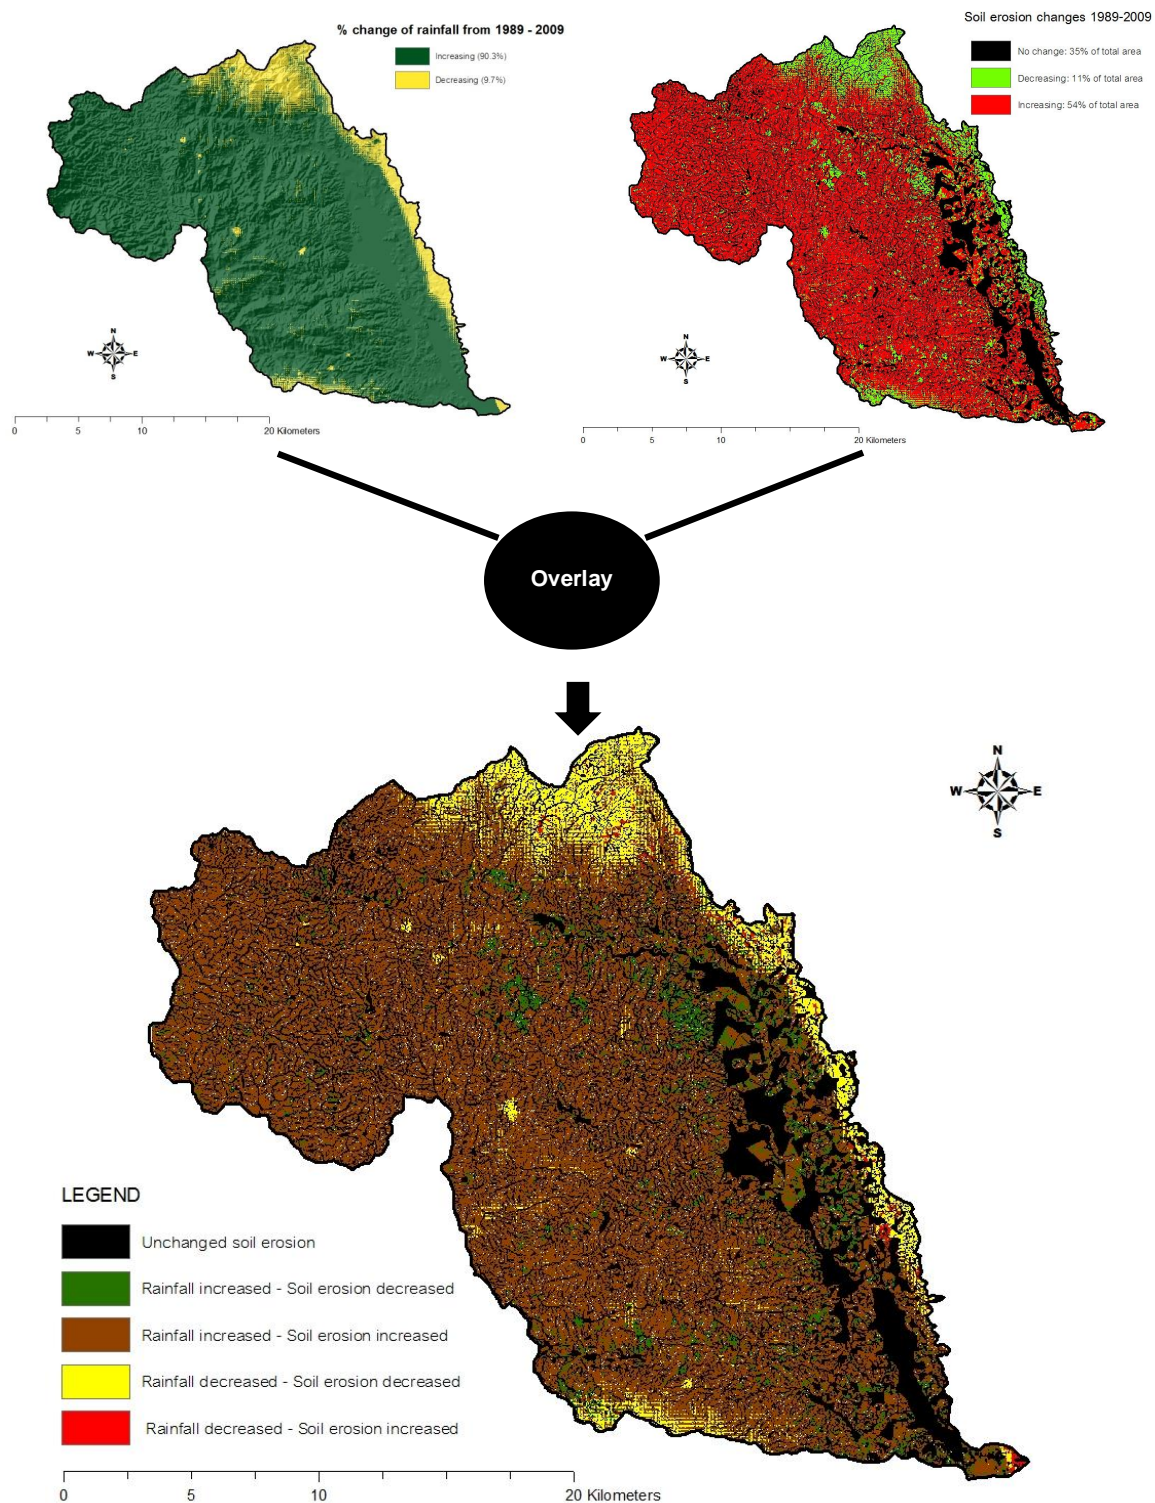 % change of rainfall from 1989 - 2009
Increasing (90.3%)
Decreasing (9.7%)
N
W E
S
0 5 10 20 Kilometers
Soil erosion changes 1989-2009
No change: 35% of total area
Decreasing: 11% of total area
Increasing: 54% of total area
N
W E
S
0 5 10 20 Kilometers
Overlay
N
W E
S
LEGEND
Unchanged soil erosion
Rainfall increased - Soil erosion decreased
Rainfall increased - Soil erosion increased
Rainfall decreased - Soil erosion decreased
Rainfall decreased - Soil erosion increased
0 5 10 20 Kilometers